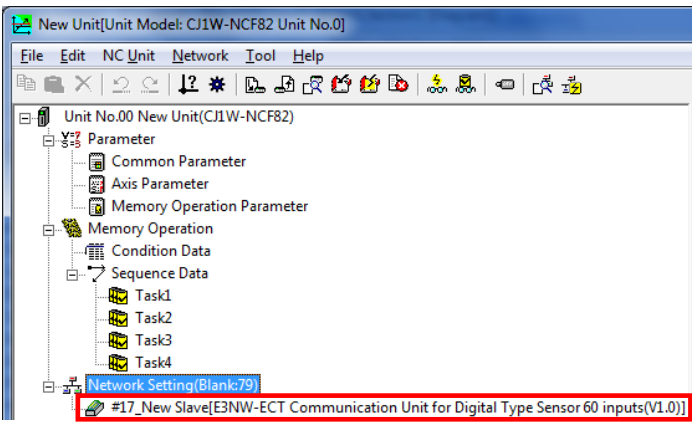 New Unit[Unit Model: CJ1W-NCF82 Unit No.0]
File Edit NC Unit Network Tool Help
Unit No.00 New Unit(CJ1W-NCF82)
Parameter
Common Parameter
Axis Parameter
Memory Operation Parameter
Memory Operation
Condition Data
Sequence Data
Task1
Task2
Task3
Task4
Network Setting(Blank:79)
#17_New Slave[E3NW-ECT Communication Unit for Digital Type Sensor 60 inputs(V1.0)]